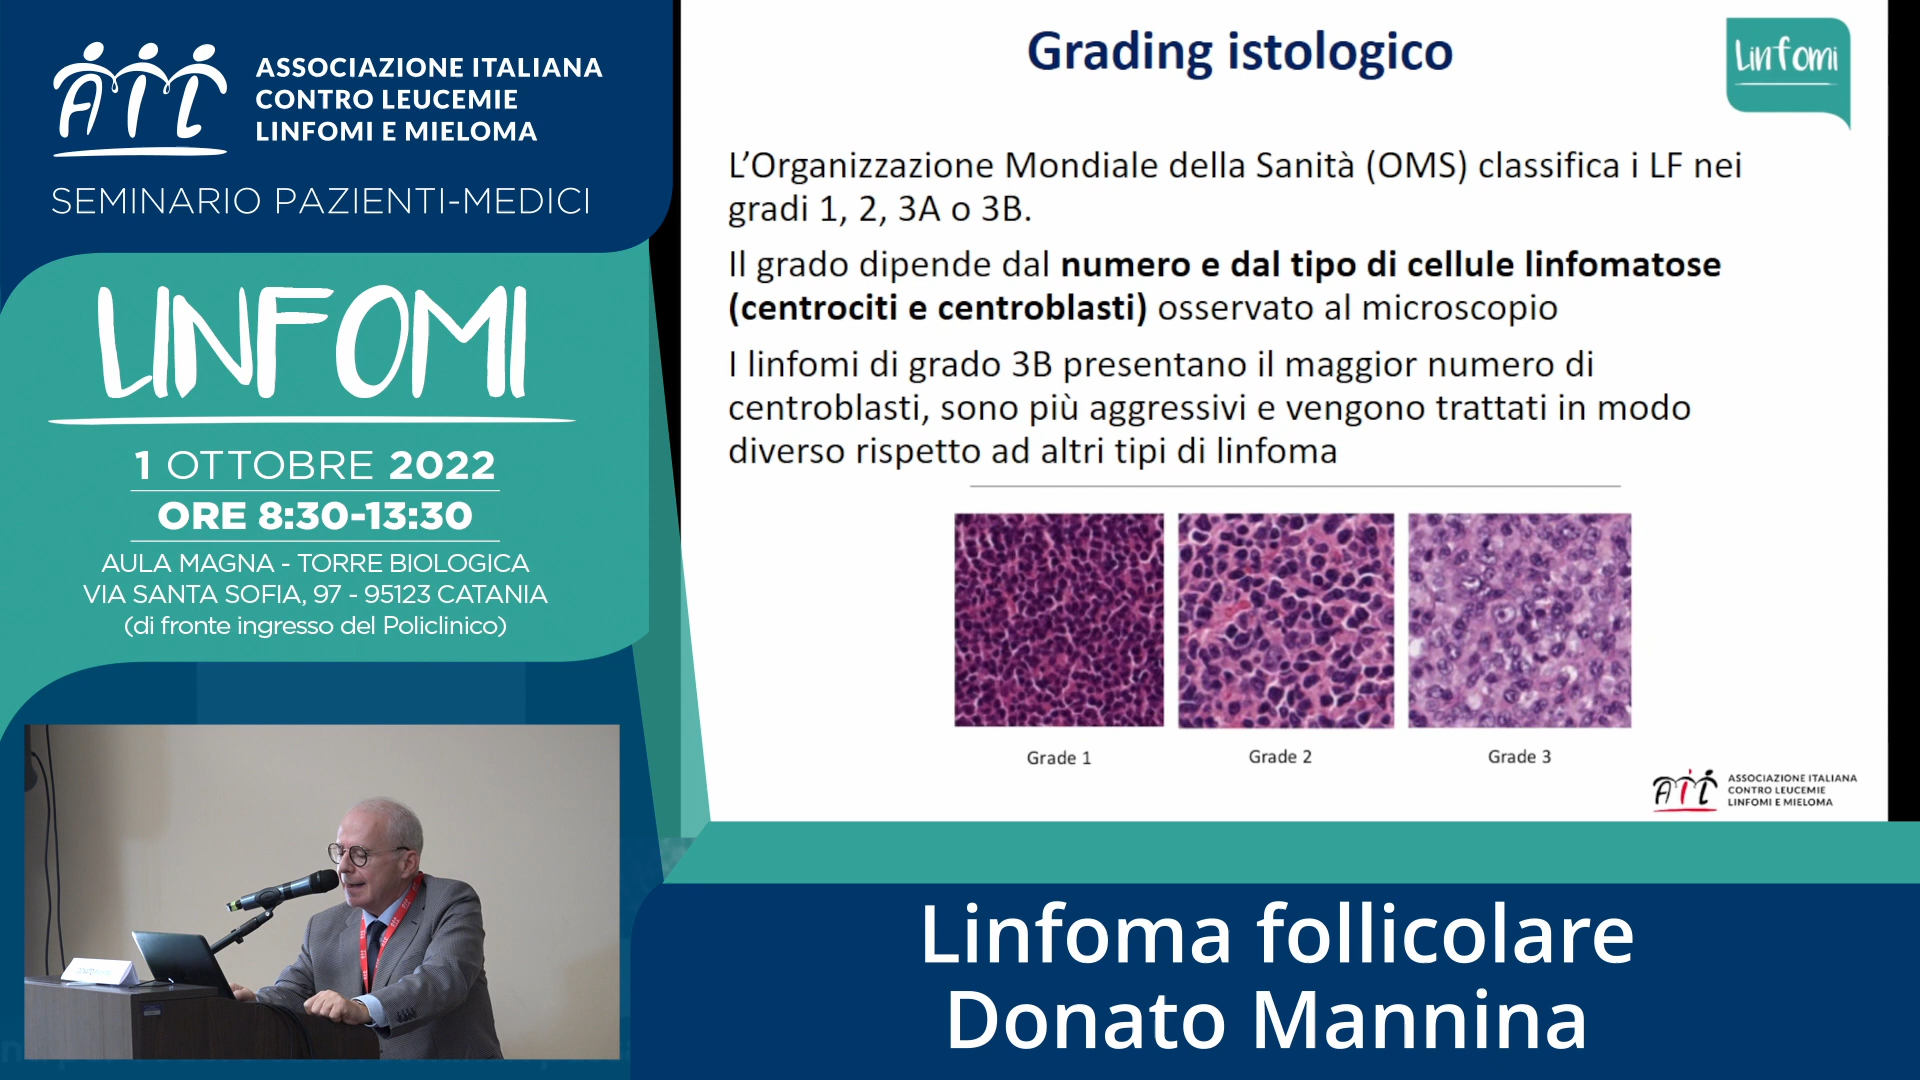 AIL
ASSOCIAZIONE ITALIANA
CONTRO LEUCEMIE
LINFOMI E MIELOMA
SEMINARIO PAZIENTI-MEDICI
LINFOMI
1 OTTOBRE 2022
ORE 8:30-13:30
AULA MAGNA - TORRE BIOLOGICA
VIA SANTA SOFIA, 97 - 95123 CATANIA
(di fronte ingresso del Policlinico)
Grading istologico
Linfomi
L’Organizzazione Mondiale della Sanità (OMS) classifica i LF nei
gradi 1, 2, 3A o 3B.
Il grado dipende dal numero e dal tipo di cellule linfomatose
(centrociti e centroblasti) osservato al microscopio
I linfomi di grado 3B presentano il maggior numero di
centroblasti, sono più aggressivi e vengono trattati in modo
diverso rispetto ad altri tipi di linfoma
Grade 1
Grade 2
Grade 3
AIL
ASSOCIAZIONE ITALIANA
CONTRO LEUCEMIE
LINFOMI E MIELOMA
Linfoma follicolare
Donato Mannina